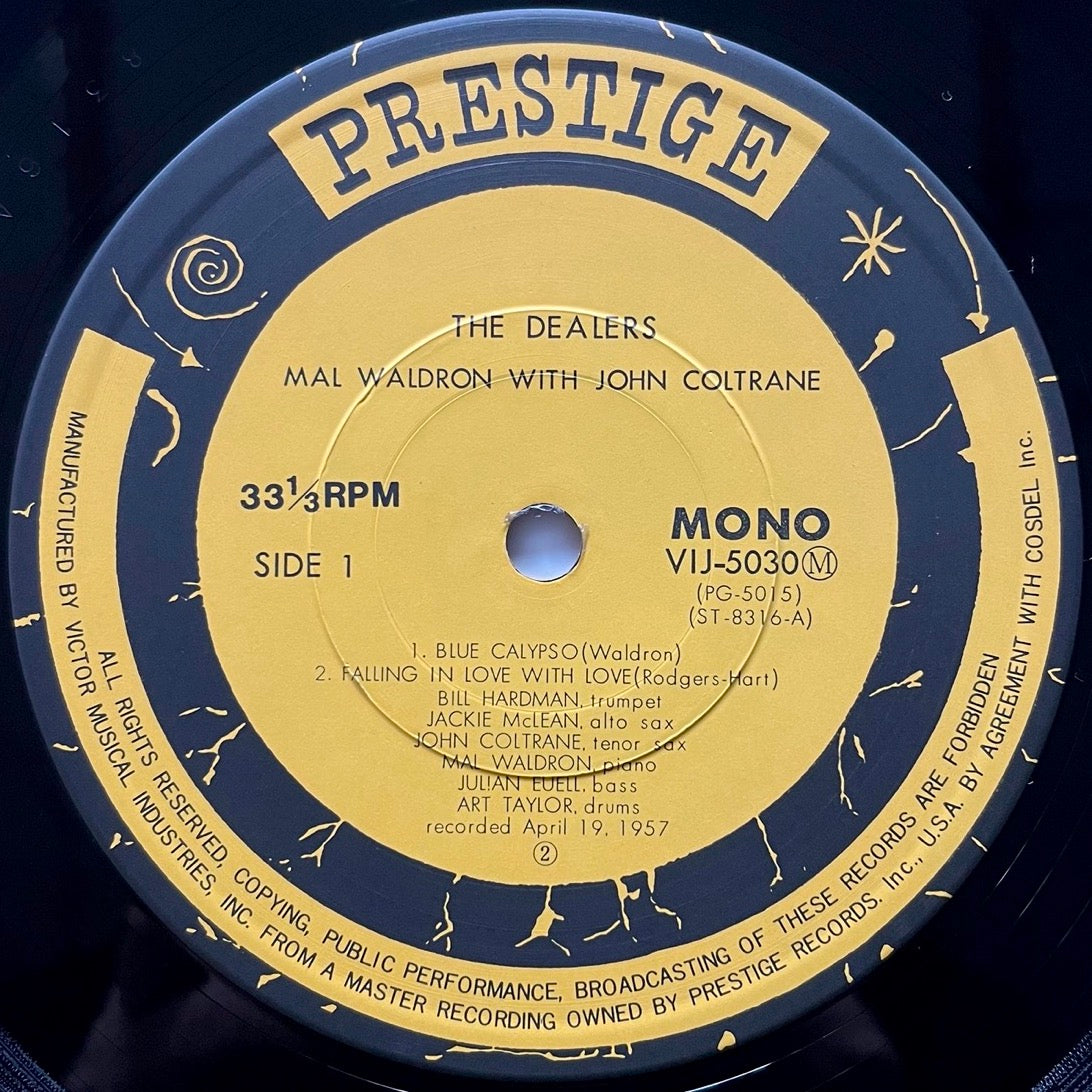 PRESTIGE
THE DEALERS
MAL WALDRON WITH JOHN COLTRANE
33⅓RPM
SIDE 1
MONO
VIJ-5030Ⓜ
(PG-5015)
(ST-8316-A)
1. BLUE CALYPSO(Waldron)
2. FALLING IN LOVE WITH LOVE(Rodgers-Hart)
BILL HARDMAN, trumpet
JACKIE McLEAN, alto sax
JOHN COLTRANE, tenor sax
MAL WALDRON, piano
JULIAN EUELL, bass
ART TAYLOR, drums
recorded April 19, 1957
②
ALL RIGHTS RESERVED, COPYING, PUBLIC PERFORMANCE, BROADCASTING OF THESE RECORDS ARE FORBIDDEN
MANUFACTURED BY VICTOR MUSICAL INDUSTRIES, INC. FROM A MASTER RECORDING OWNED BY PRESTIGE RECORDS. Inc., U.S.A. BY AGREEMENT WITH COSDEL Inc.